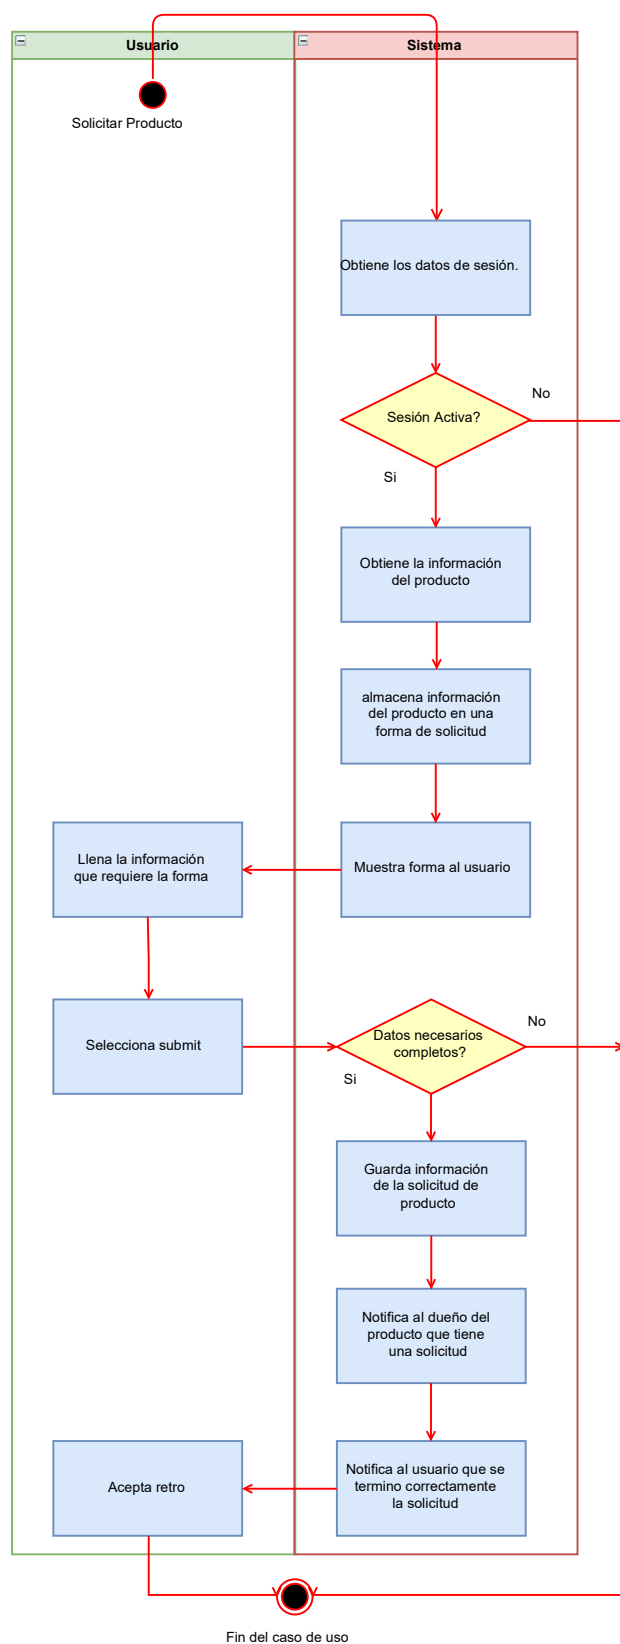 Usuario
Sistema
Solicitar Producto
Obtiene los datos de sesión.
No
Sesión Activa?
Si
Obtiene la información
del producto
almacena información
del producto en una
forma de solicitud
Llena la información
que requiere la forma
Muestra forma al usuario
Selecciona submit
Datos necesarios
completos?
No
Si
Guarda información
de la solicitud de
producto
Notifica al dueño del
producto que tiene
una solicitud
Acepta retro
Notifica al usuario que se
termino correctamente
la solicitud
Fin del caso de uso